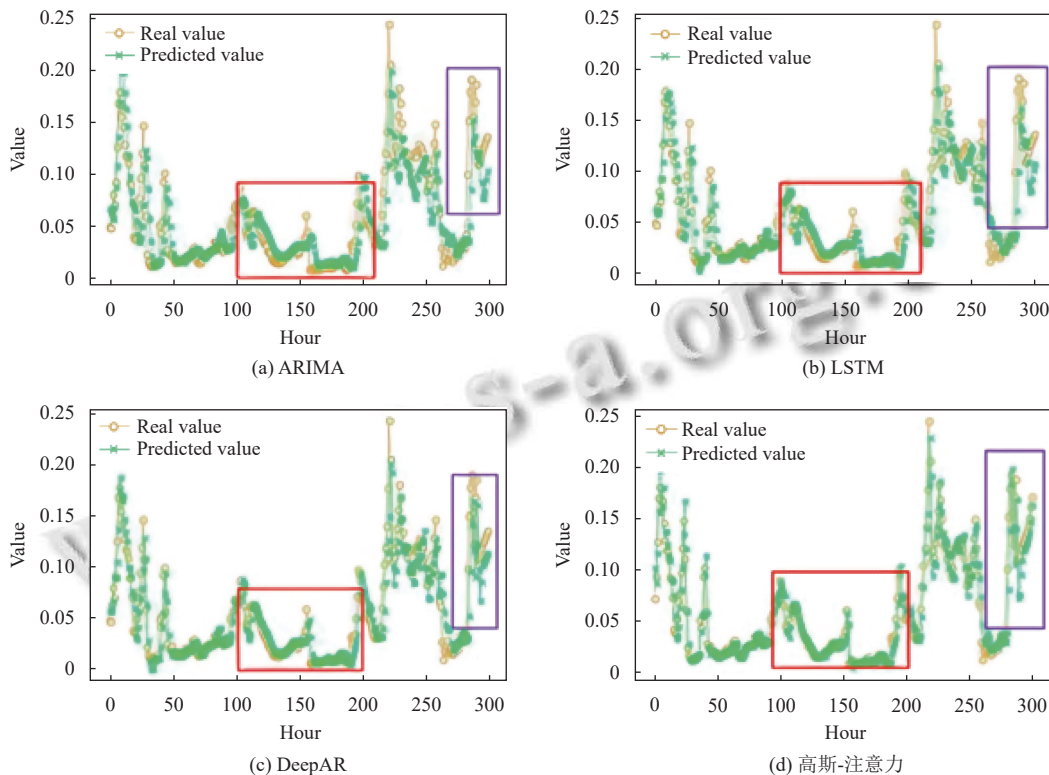 0.25
0.20
0.15
0.10
0.05
0
Value
Real value
Predicted value
0 50 100 150 200 250 300
Hour
(a) ARIMA
0.25
0.20
0.15
0.10
0.05
0
Value
Real value
Predicted value
0 50 100 150 200 250 300
Hour
(b) LSTM
0.25
0.20
0.15
0.10
0.05
0
Value
Real value
Predicted value
0 50 100 150 200 250 300
Hour
(c) DeepAR
0.25
0.20
0.15
0.10
0.05
0
Value
Real value
Predicted value
0 50 100 150 200 250 300
Hour
(d) 高斯-注意力
s-a.org.